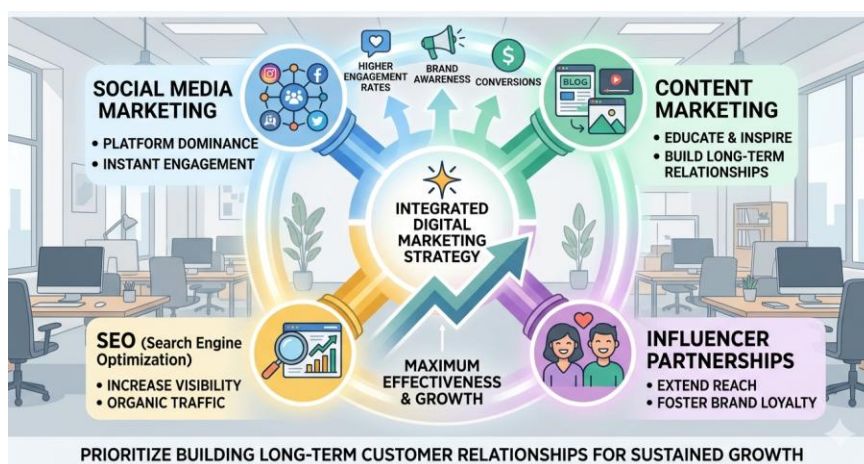 HIGHER
ENGAGEMENT
RATES
BRAND
AWARENESS
CONVERSIONS
SOCIAL MEDIA
MARKETING
• PLATFORM DOMINANCE
• INSTANT ENGAGEMENT
BLOG
CONTENT
MARKETING
• EDUCATE & INSPIRE
• BUILD LONG-TERM
RELATIONSHIPS
INTEGRATED
DIGITAL
MARKETING
STRATEGY
SEO (Search Engine
Optimization)
• INCREASE VISIBILITY
• ORGANIC TRAFFIC
MAXIMUM
EFFECTIVENESS
& GROWTH
INFLUENCER
PARTNERSHIPS
• EXTEND REACH
• FOSTER BRAND LOYALTY
PRIORITIZE BUILDING LONG-TERM CUSTOMER RELATIONSHIPS FOR SUSTAINED GROWTH